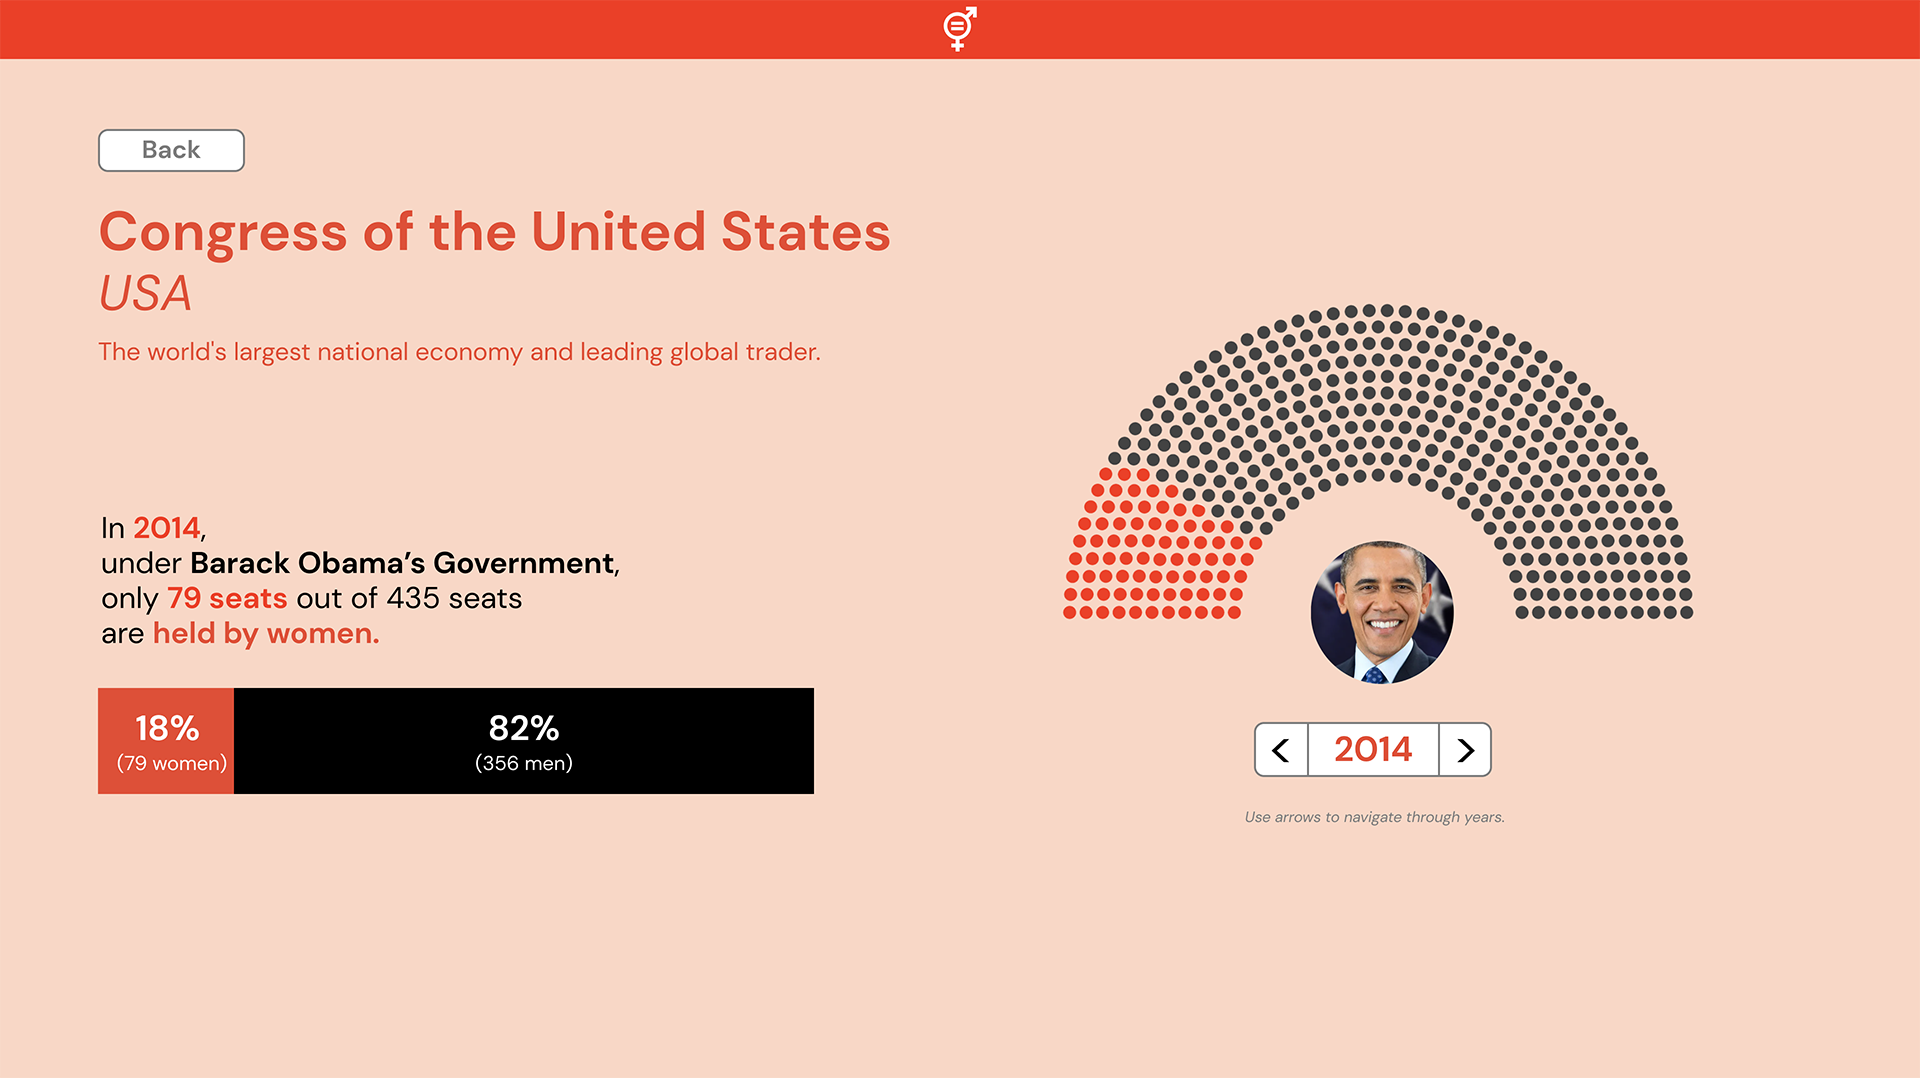 Back
Congress of the United States
USA
The world's largest national economy and leading global trader.
In 2014,
under Barack Obama’s Government,
only 79 seats out of 435 seats
are held by women.
18%
(79 women)
82%
(356 men)
2014
Use arrows to navigate through years.